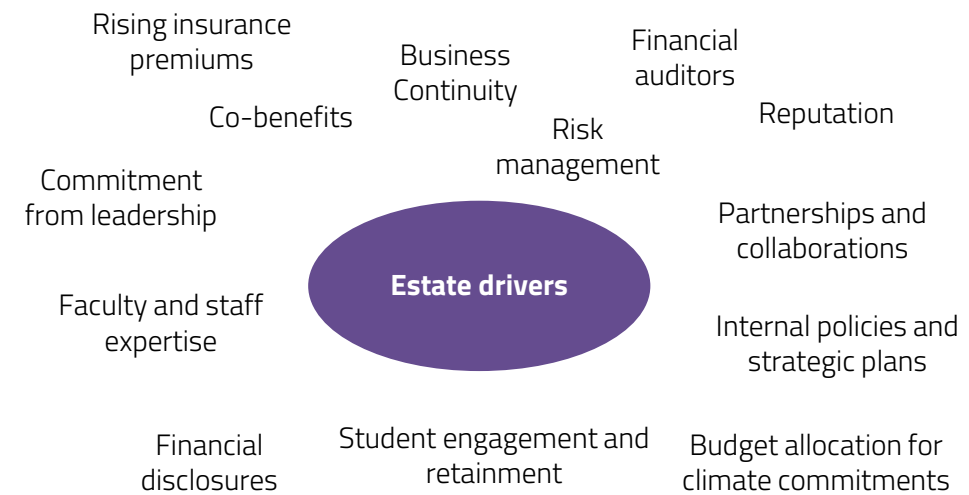 Rising insurance
premiums
Business
Continuity
Financial
auditors
Co-benefits
Reputation
Risk
management
Commitment
from leadership
Partnerships and
collaborations
Estate drivers
Faculty and staff
expertise
Internal policies and
strategic plans
Financial
disclosures
Student engagement and
retainment
Budget allocation for
climate commitments